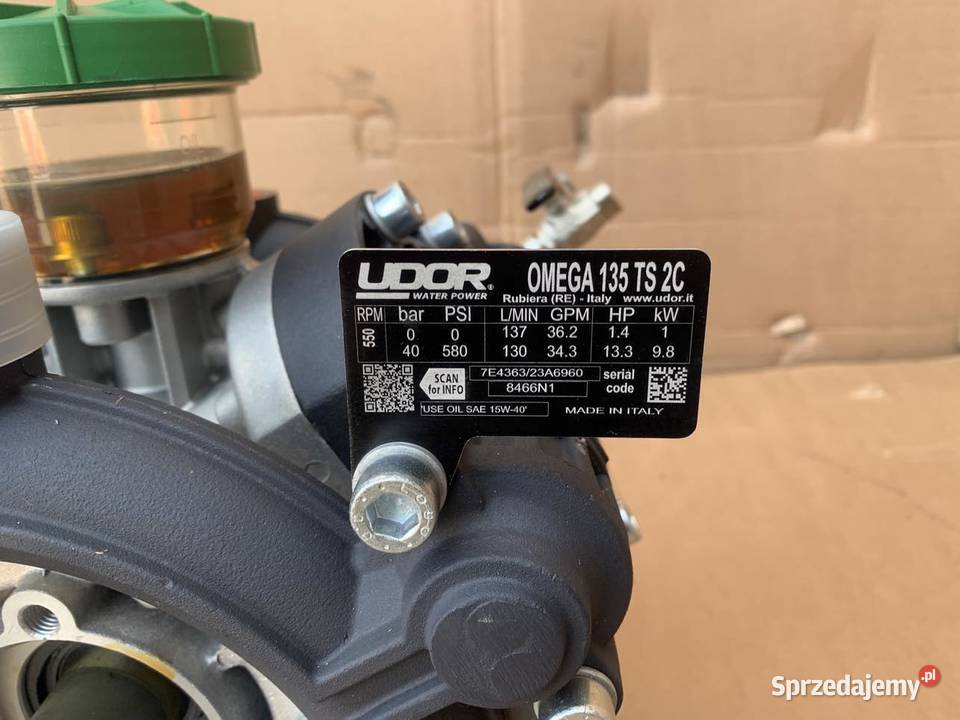 UDOR®
WATER POWER
OMEGA 135 TS 2C
Rubiera (RE) - Italy www.udor.it
RPM bar PSI L/MIN GPM HP kW
550
0 0 137 36.2 1.4 1
40 580 130 34.3 13.3 9.8
SCAN
for INFO
7E4363/23A6960 serial
8466N1 code
'USE OIL SAE 15W-40' MADE IN ITALY
Sprzedajemy.pl